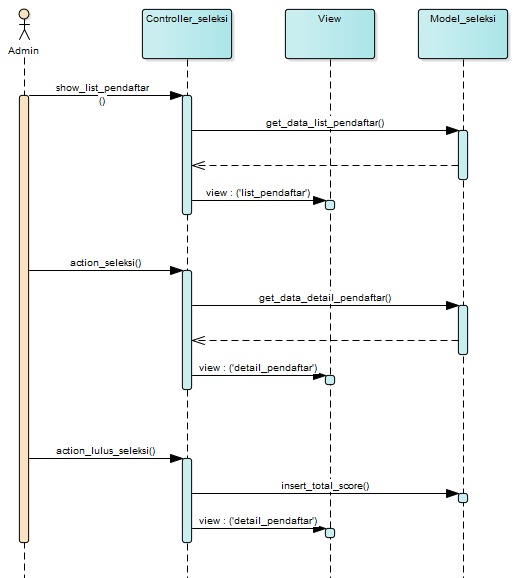 Controller_seleksi
View
Model_seleksi
Admin
show_list_pendaftar
()
get_data_list_pendaftar()
view : ('list_pendaftar')
action_seleksi()
get_data_detail_pendaftar()
view : ('detail_pendaftar')
action_lulus_seleksi()
insert_total_score()
view : ('detail_pendaftar')